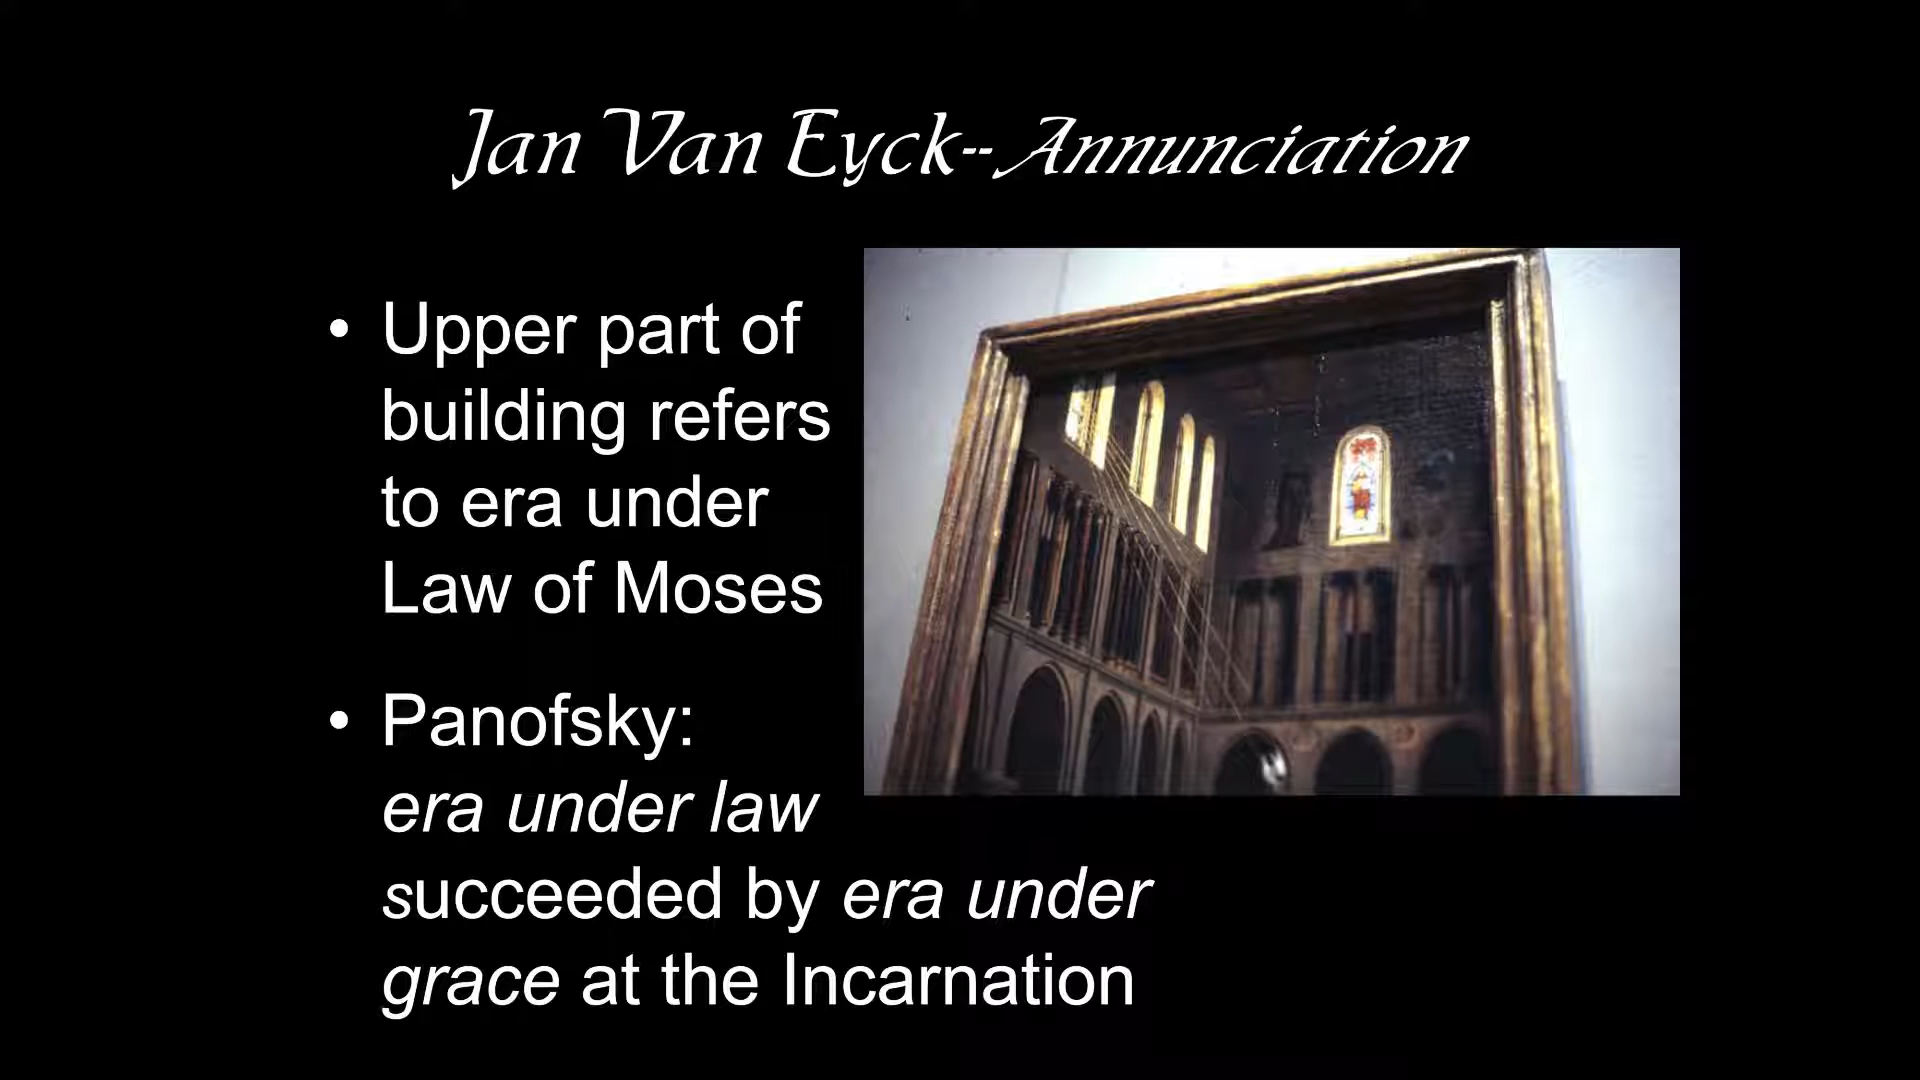 Jan Van Eyck--Annunciation
• Upper part of
building refers
to era under
Law of Moses
• Panofsky:
era under law
succeeded by era under
grace at the Incarnation